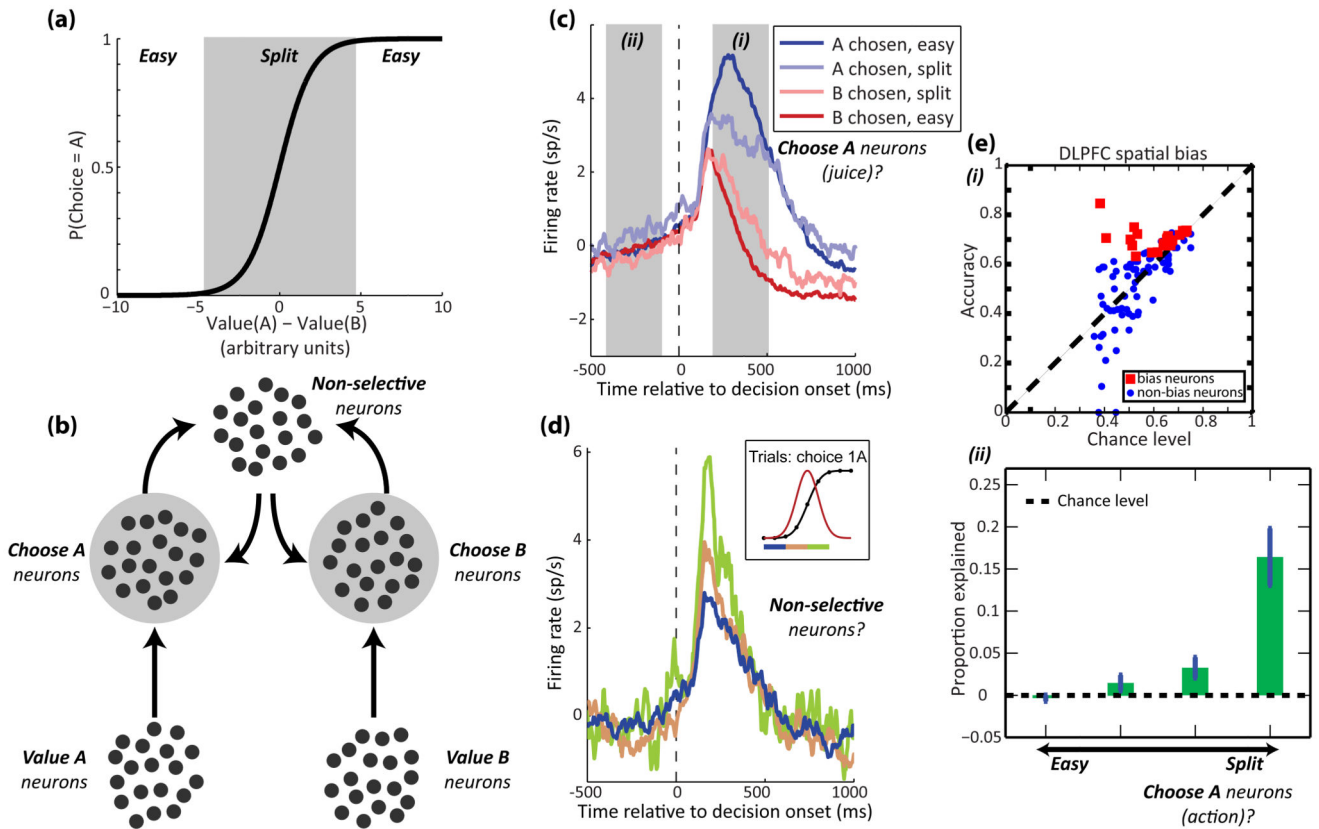 (a)
Easy
Split
Easy
P(Choice = A)
1
0.5
0
-10
-5
0
5
10
Value(A) − Value(B)
(arbitrary units)
(b)
Non-selective
neurons
Choose A
neurons
Choose B
neurons
Value A
neurons
Value B
neurons
(c)
(ii)
(i)
A chosen, easy
A chosen, split
B chosen, split
B chosen, easy
Choose A neurons
(juice)?
Firing rate (sp/s)
4
2
0
−2
-500
0
500
1000
Time relative to decision onset (ms)
(d)
Trials: choice 1A
Non-selective
neurons?
Firing rate (sp/s)
6
4
2
0
-500
0
500
1000
Time relative to decision onset (ms)
(e)
DLPFC spatial bias
(i)
Accuracy
1
0.8
0.6
0.4
0.2
0
bias neurons
non-bias neurons
0
0.2
0.4
0.6
0.8
1
Chance level
(ii)
Chance level
Proportion explained
0.25
0.2
0.15
0.1
0.05
0
−0.05
Easy
Split
Choose A neurons
(action)?